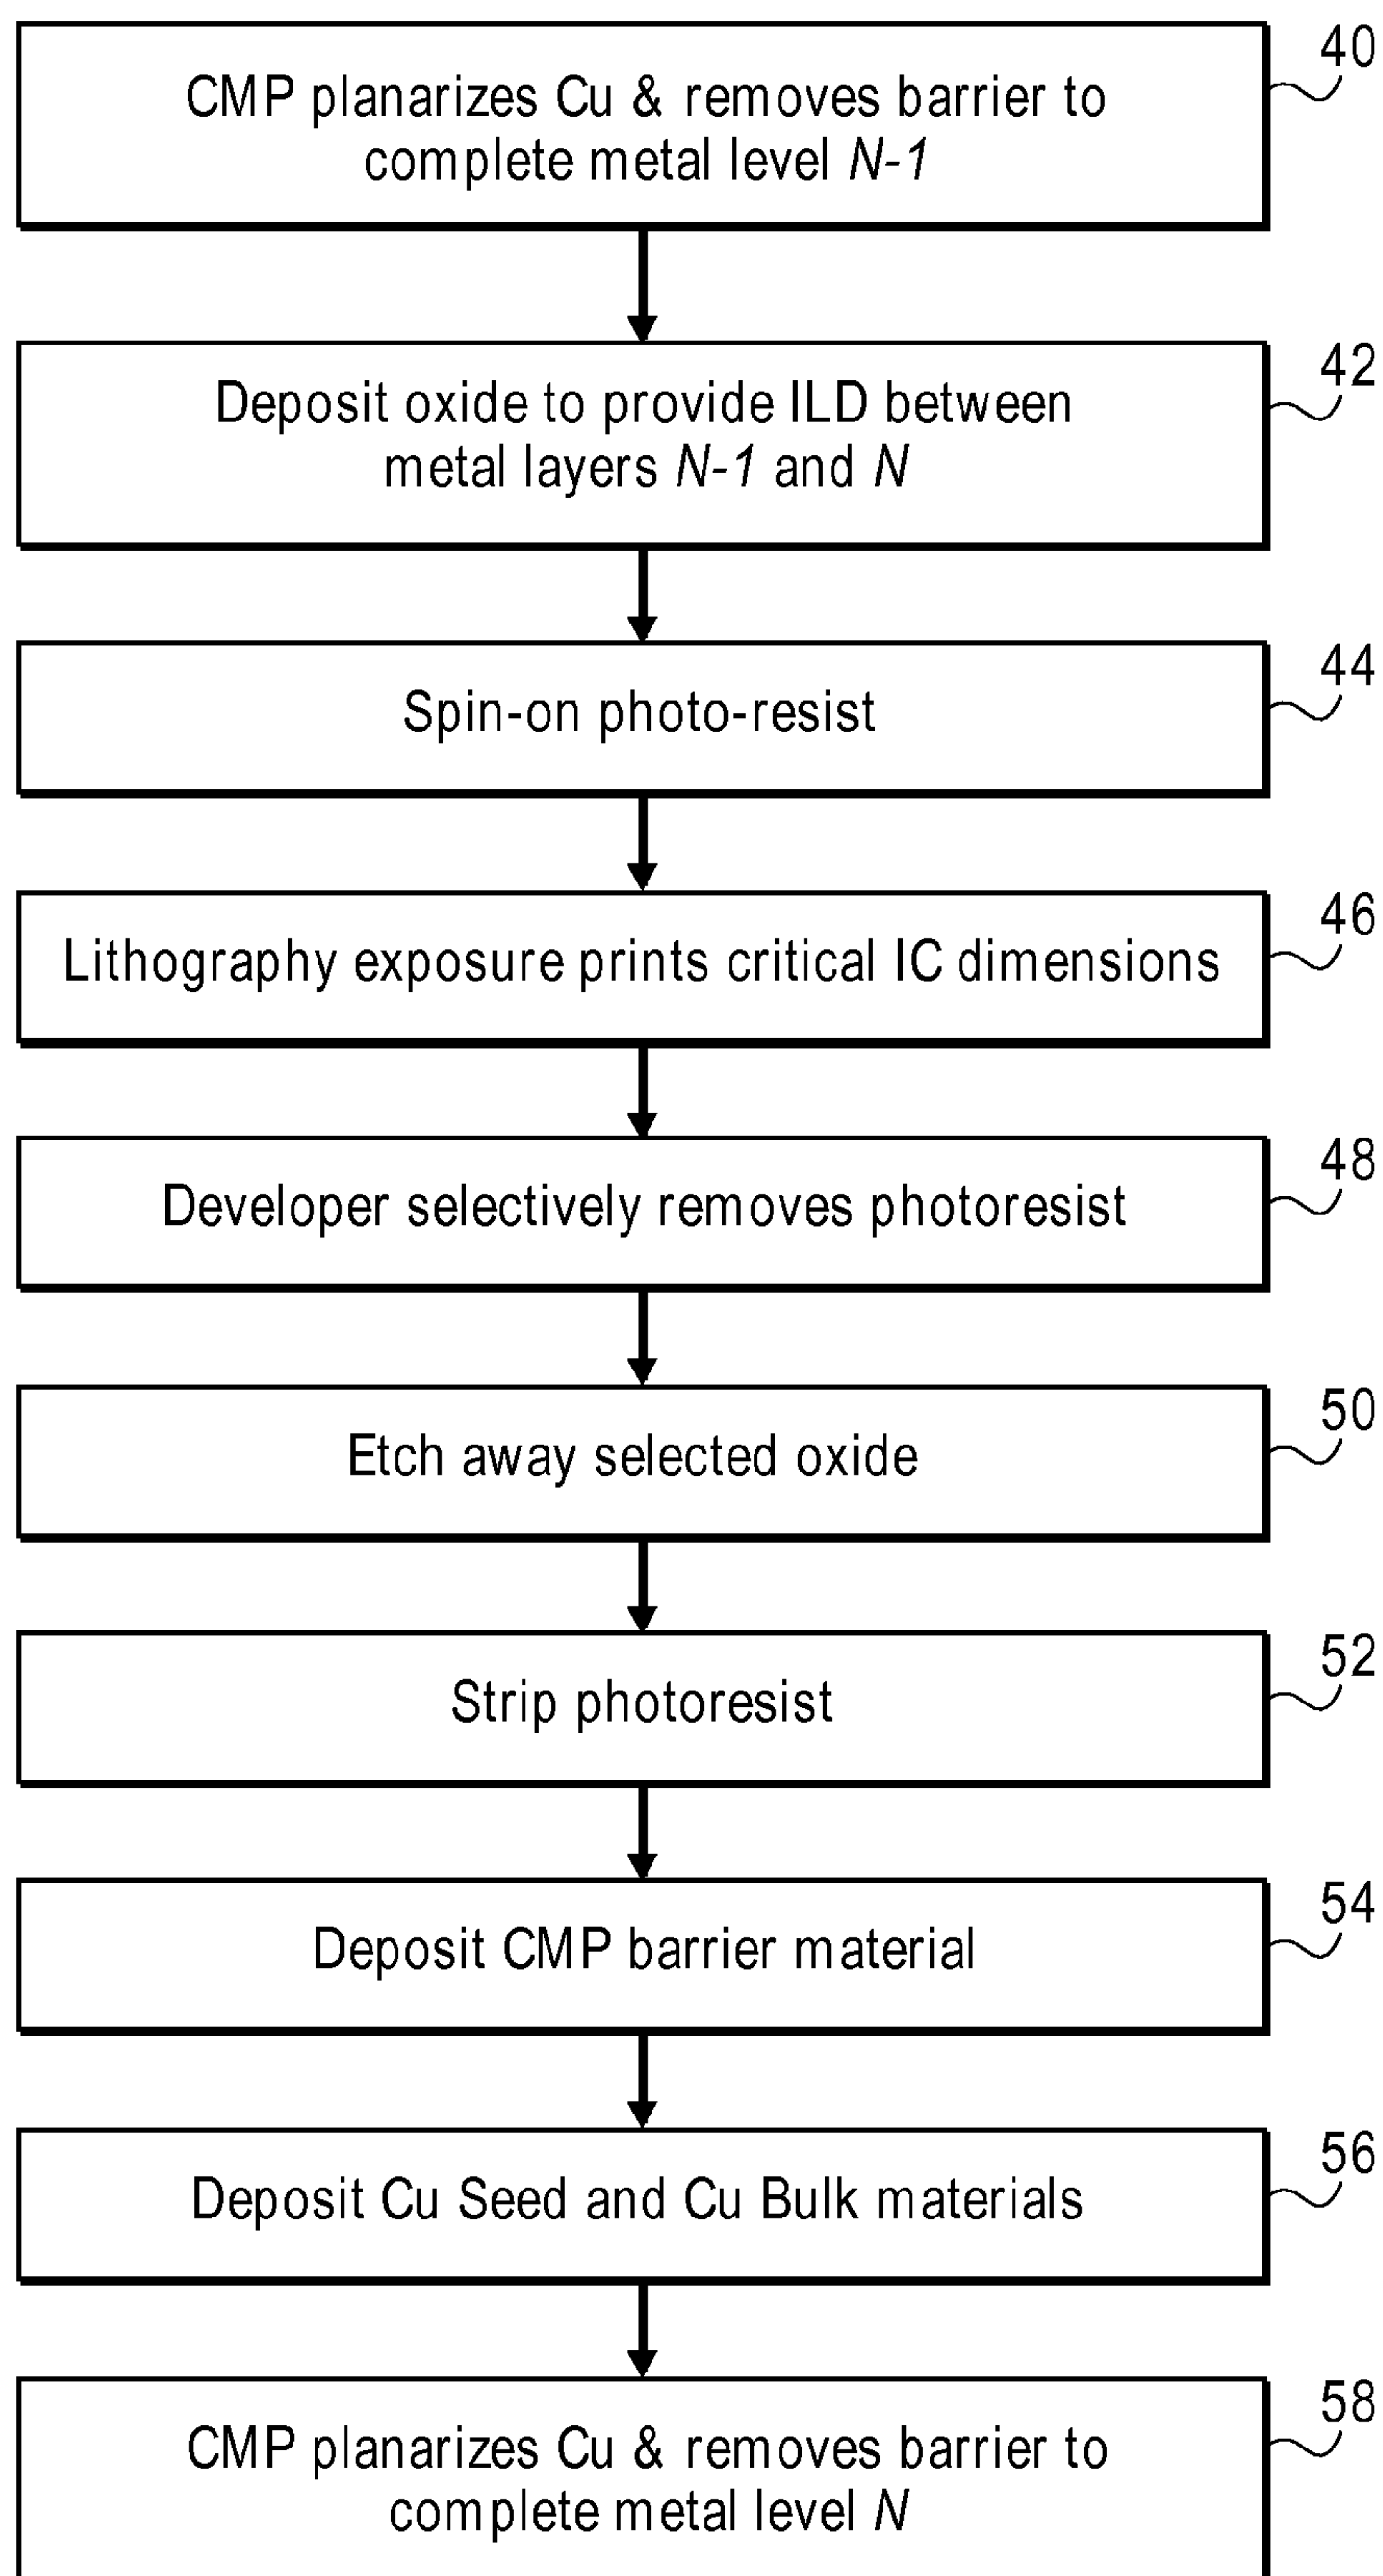 CMP planarizes Cu & removes barrier to
complete metal level N-1
40
Deposit oxide to provide ILD between
metal layers N-1 and N
42
Spin-on photo-resist
44
Lithography exposure prints critical IC dimensions
46
Developer selectively removes photoresist
48
Etch away selected oxide
50
Strip photoresist
52
Deposit CMP barrier material
54
Deposit Cu Seed and Cu Bulk materials
56
CMP planarizes Cu & removes barrier to
complete metal level N
58